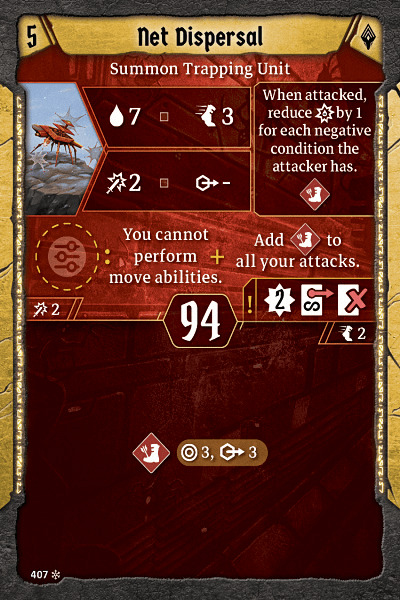 5
Net Dispersal
Summon Trapping Unit
7
3
2
-
When attacked,
reduce by 1
for each negative
condition the
attacker has.
:
You cannot
perform
move abilities.
+
Add to
all your attacks.
2
94
! 2 S
2
3, 3
407